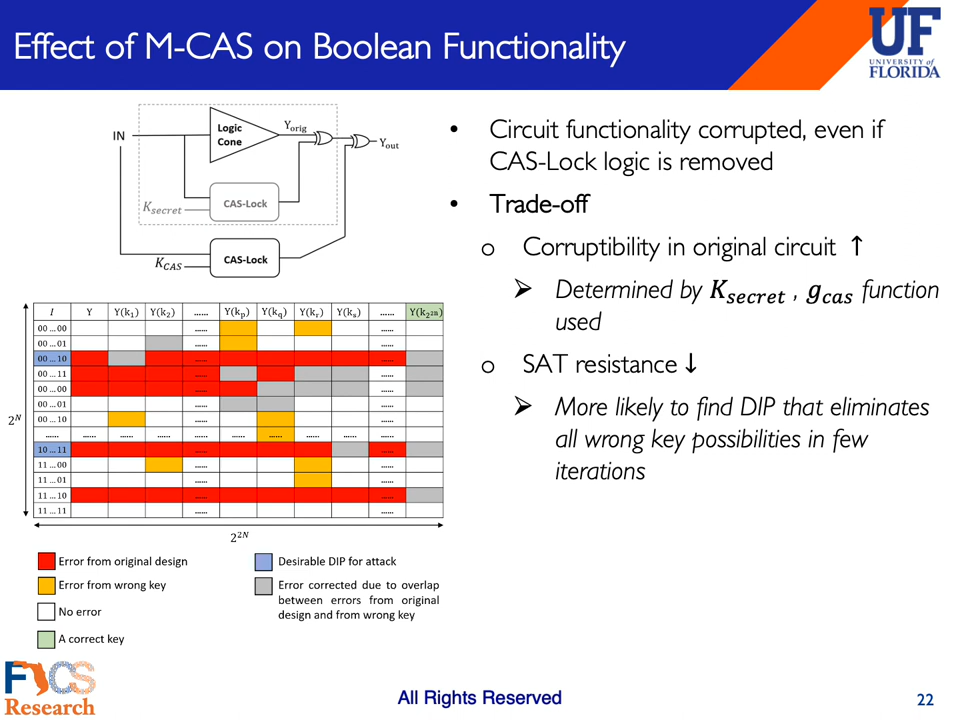 Effect of M-CAS on Boolean Functionality
UF
UNIVERSITY of
FLORIDA
IN
Logic
Cone
Y_orig
Y_out
K_secret
CAS-Lock
K_CAS
CAS-Lock
• Circuit functionality corrupted, even if
CAS-Lock logic is removed
• Trade-off
o Corruptibility in original circuit ↑
➢ Determined by K_secret , g_cas function
used
o SAT resistance ↓
➢ More likely to find DIP that eliminates
all wrong key possibilities in few
iterations
I Y Y(k₁) Y(k₂) ...... Y(k_p) Y(k_q) Y(k_r) Y(k_s) ...... Y(k_2^2n)
00 … 00 ...... ......
00 … 01 ...... ......
00 … 10 ...... ......
00 … 11 ...... ......
00 … 00 ...... ......
00 … 01 ...... ......
00 … 10 ...... ......
...... ...... ...... ...... ...... ...... ...... ...... ...... ......
10 … 11 ...... ......
11 … 00 ...... ......
11 … 01 ...... ......
11 … 10 ...... ......
11 … 11 ...... ......
2^N
2^2N
Error from original design
Error from wrong key
No error
A correct key
Desirable DIP for attack
Error corrected due to overlap
between errors from original
design and from wrong key
FICS
Research
All Rights Reserved
22